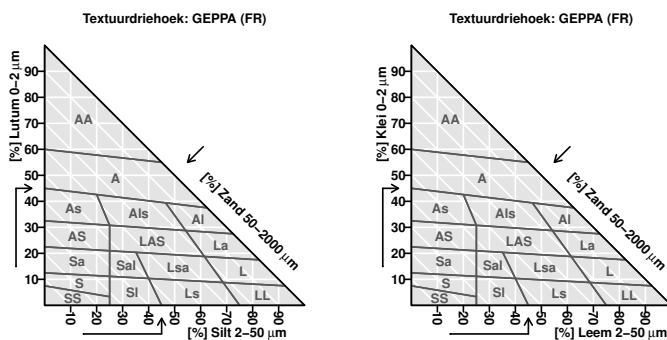 Textuurdriehoek: GEPPA (FR)
[%] Lutum 0−2 µm
90
80
70
60
50
40
30
20
10
AA
A
As
Als
Al
AS
LAS
La
Sa
Sal
Lsa
L
S
SS
Sl
Ls
LL
[%] Zand 50−2000 µm
10
20
30
40
50
60
70
80
90
[%] Silt 2−50 µm
Textuurdriehoek: GEPPA (FR)
[%] Klei 0−2 µm
90
80
70
60
50
40
30
20
10
AA
A
As
Als
Al
AS
LAS
La
Sa
Sal
Lsa
L
S
SS
Sl
Ls
LL
[%] Zand 50−2000 µm
10
20
30
40
50
60
70
80
90
[%] Leem 2−50 µm